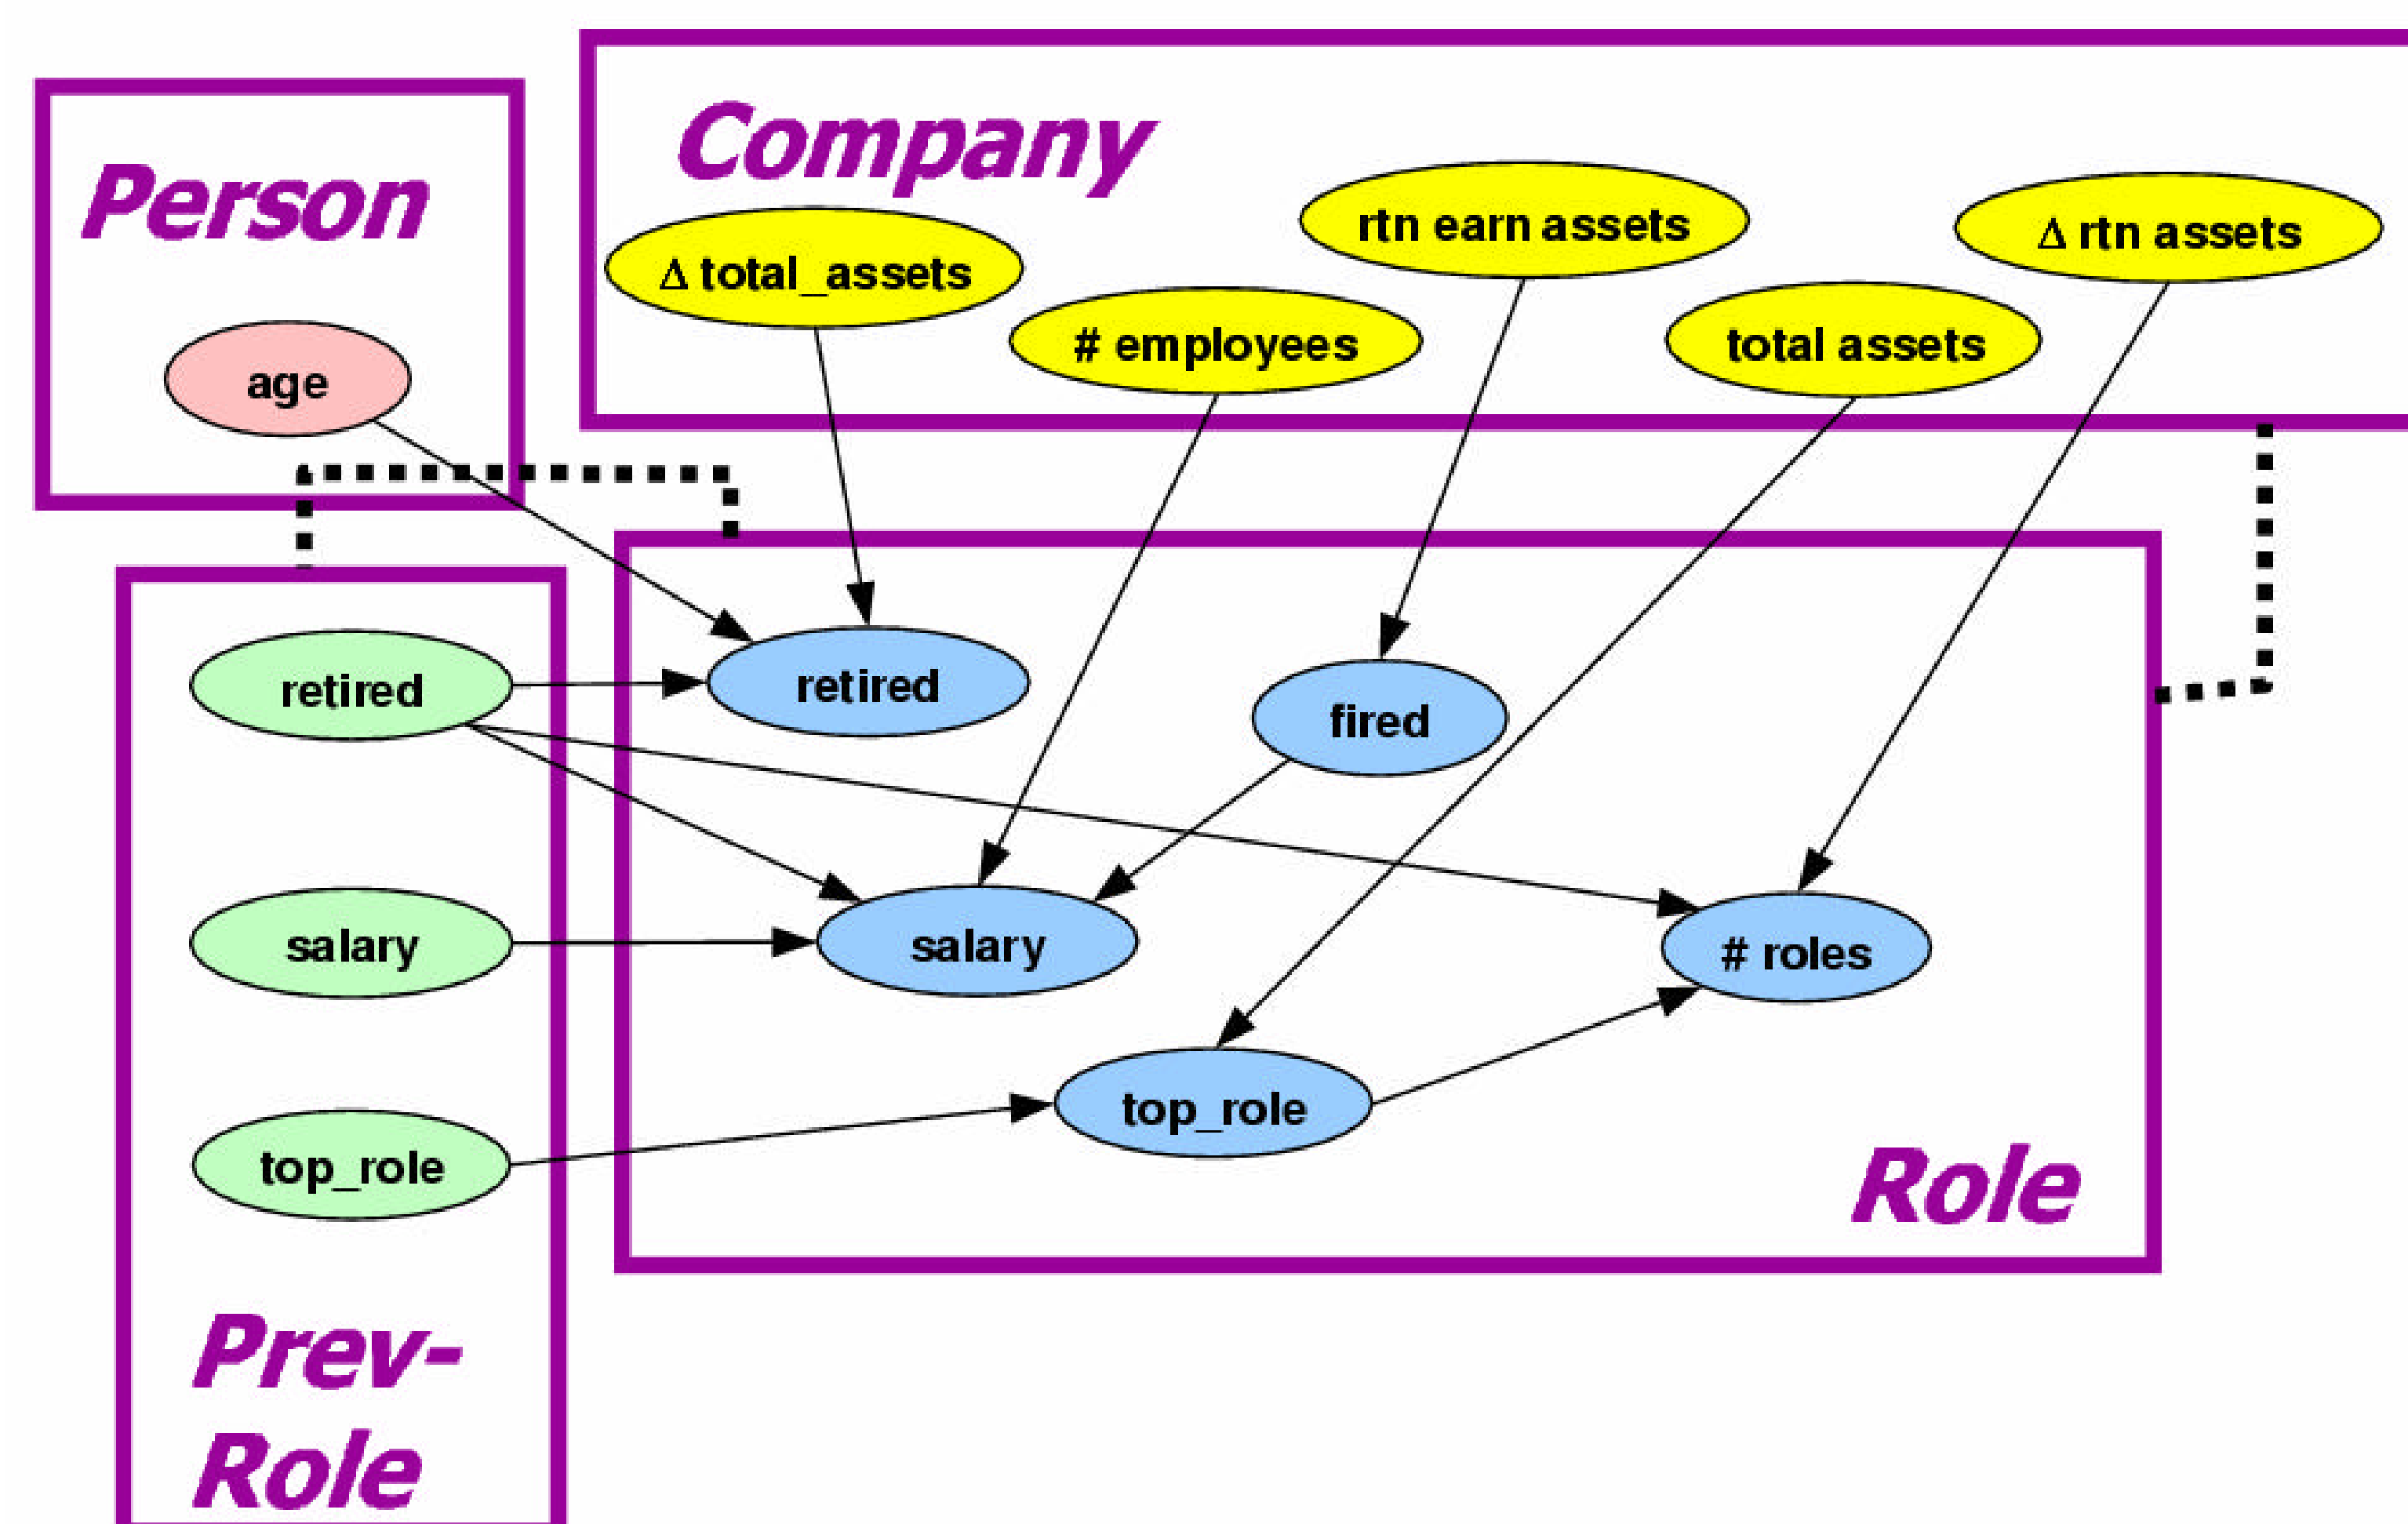 Person
Company
Δ total_assets
# employees
rtn earn assets
total assets
Δ rtn assets
age
retired
retired
fired
salary
salary
# roles
top_role
top_role
Role
Prev-
Role